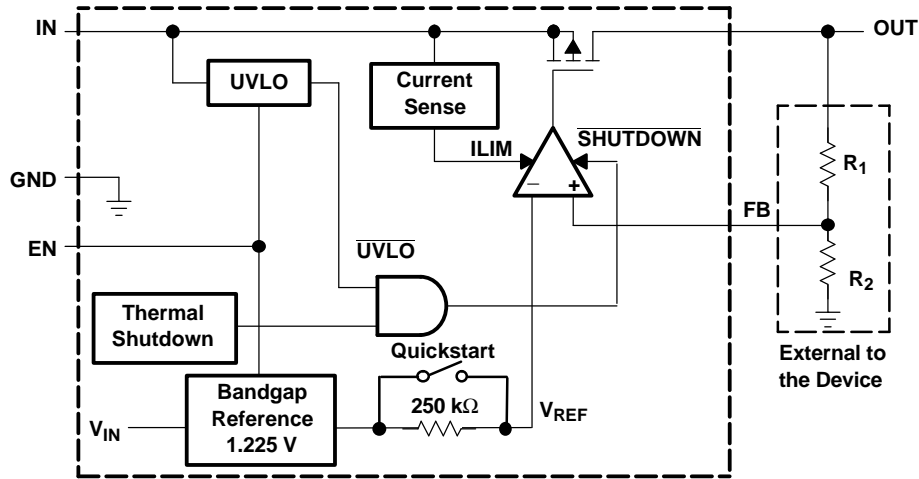 IN
OUT
UVLO
Current
Sense
SHUTDOWN
ILIM
R1
GND
− +
FB
EN
UVLO
R2
Thermal
Shutdown
Quickstart
External to
the Device
Bandgap
Reference
1.225 V
250 kΩ
VREF
VIN